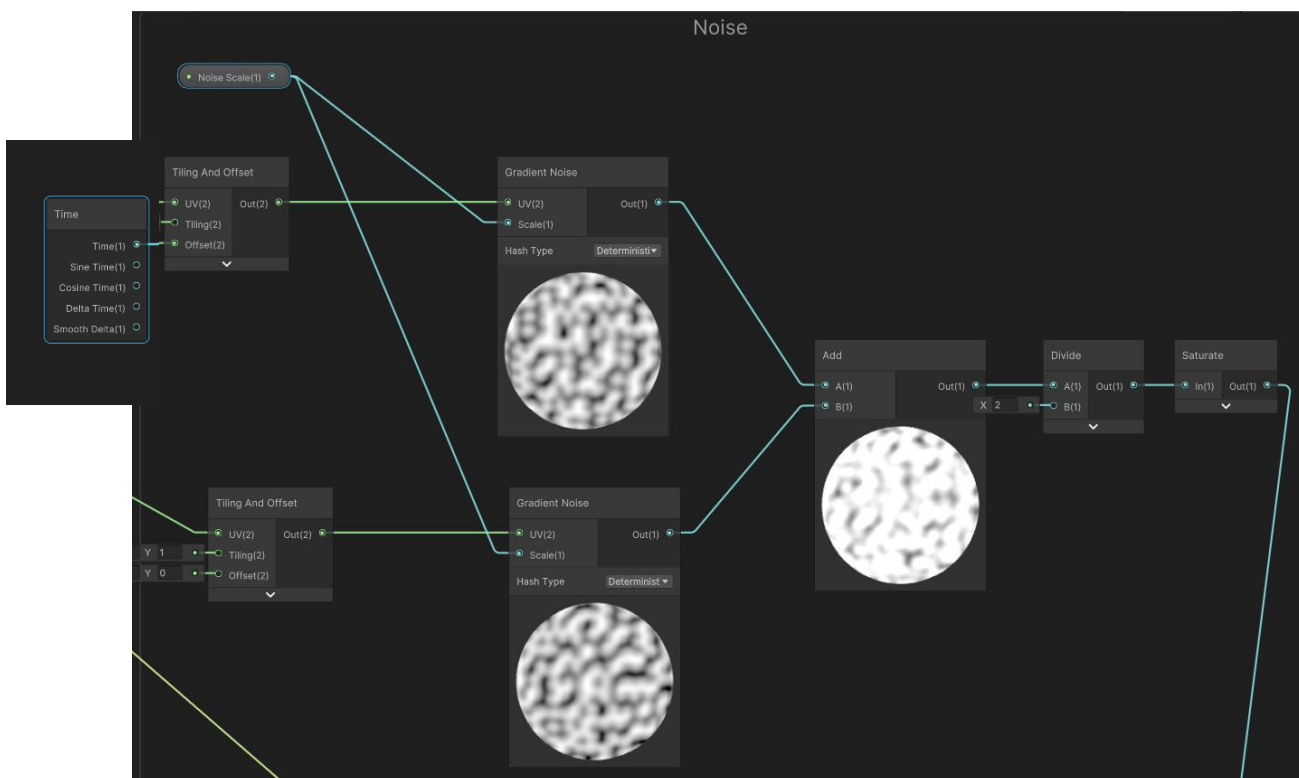 Noise
Noise Scale(1)
Tiling And Offset
UV(2) Out(2)
Tiling(2)
Offset(2)
Time
Time(1)
Sine Time(1)
Cosine Time(1)
Delta Time(1)
Smooth Delta(1)
Gradient Noise
UV(2) Out(1)
Scale(1)
Hash Type Deterministi
Add
A(1) Out(1)
B(1)
Divide
A(1) Out(1)
X 2 B(1)
Saturate
In(1) Out(1)
Tiling And Offset
UV(2) Out(2)
Y 1 Tiling(2)
Y 0 Offset(2)
Gradient Noise
UV(2) Out(1)
Scale(1)
Hash Type Determinist